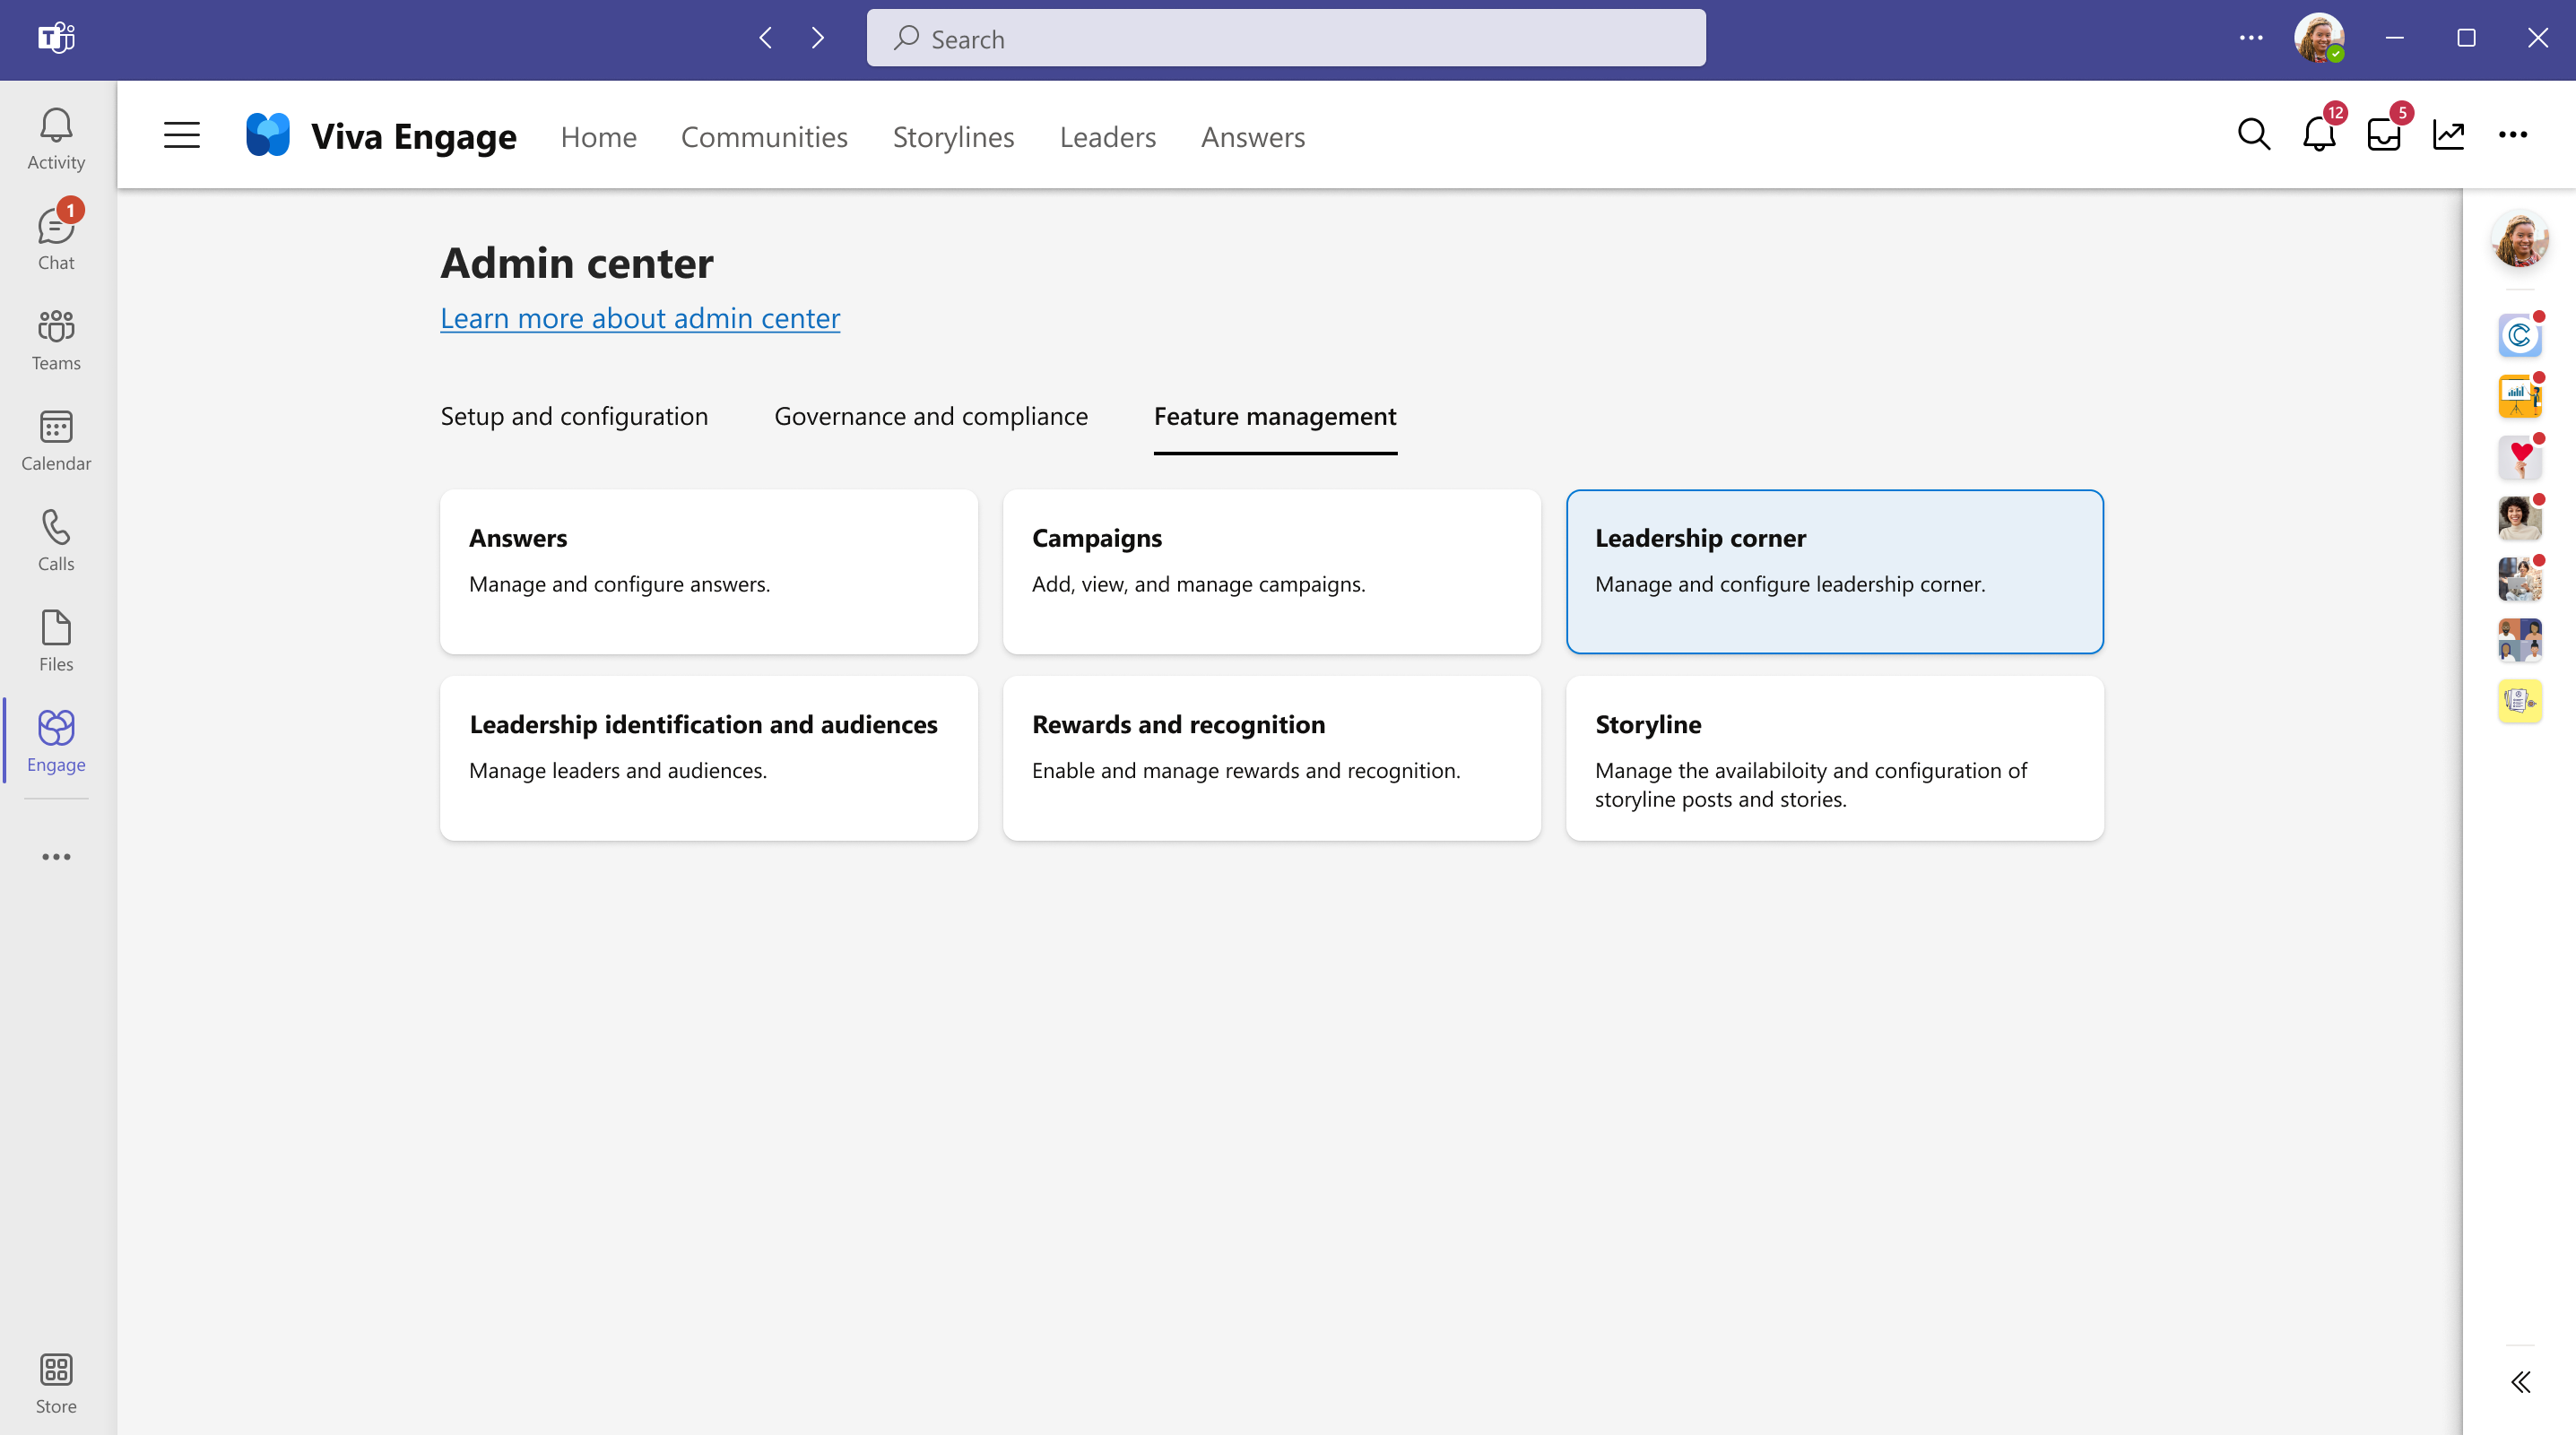 Search
Activity
1
Chat
Teams
Calendar
Calls
Files
Engage
Store
Viva Engage
Home
Communities
Storylines
Leaders
Answers
12
5
Admin center
Learn more about admin center
Setup and configuration
Governance and compliance
Feature management
Answers
Manage and configure answers.
Campaigns
Add, view, and manage campaigns.
Leadership corner
Manage and configure leadership corner.
Leadership identification and audiences
Manage leaders and audiences.
Rewards and recognition
Enable and manage rewards and recognition.
Storyline
Manage the availabiloity and configuration of
storyline posts and stories.